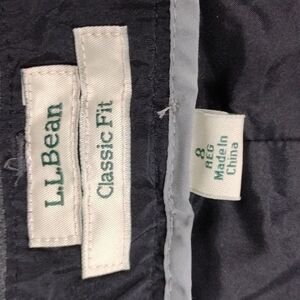 L.L.Bean
Classic Fit
8
REG
Made In
China